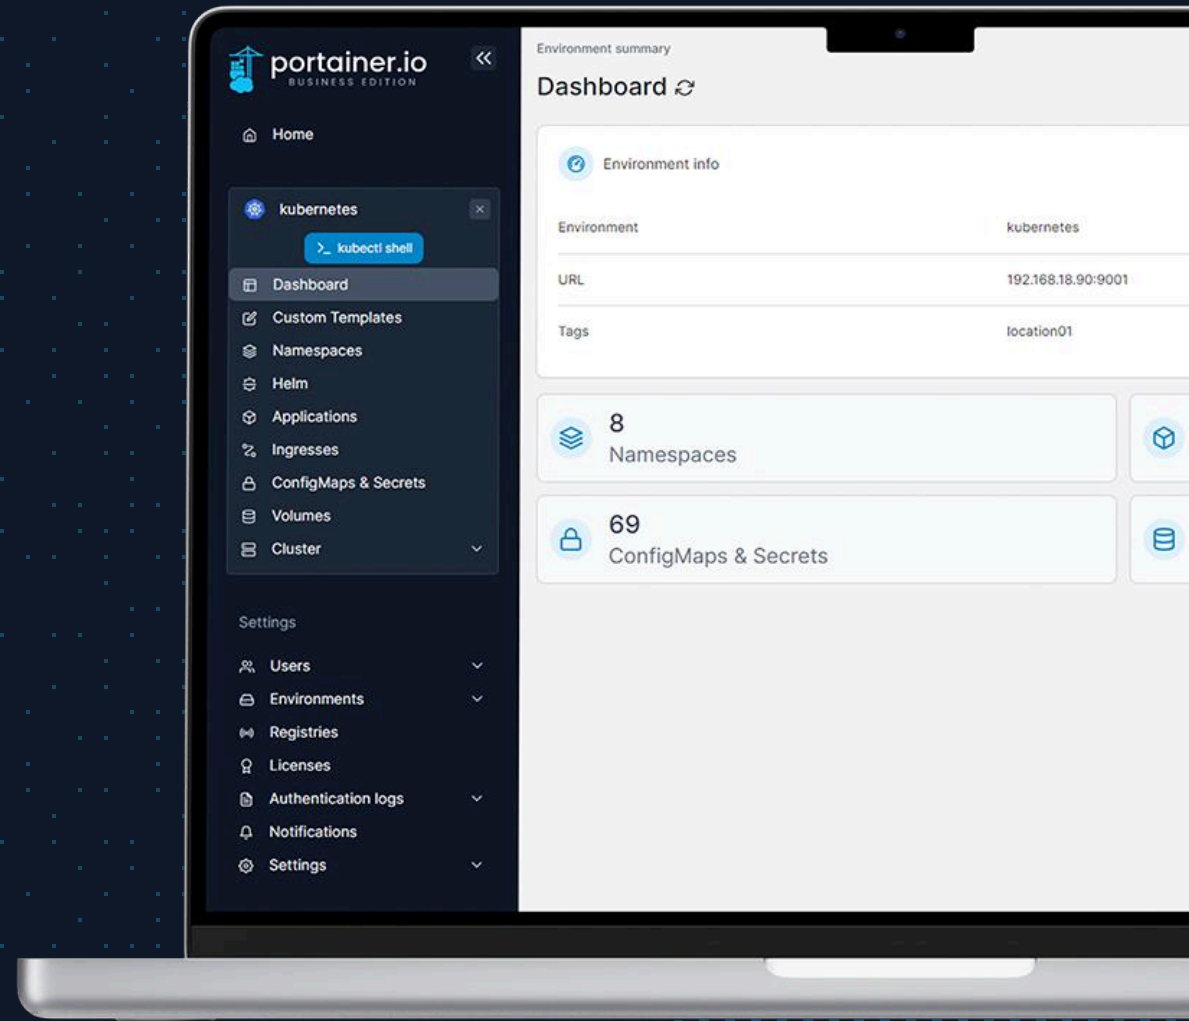 portainer.io
BUSINESS EDITION
Home
kubernetes
>_ kubectl shell
Dashboard
Custom Templates
Namespaces
Helm
Applications
Ingresses
ConfigMaps & Secrets
Volumes
Cluster
Settings
Users
Environments
Registries
Licenses
Authentication logs
Notifications
Settings
Environment summary
Dashboard
Environment info
Environment kubernetes
URL 192.168.18.90:9001
Tags location01
8
Namespaces
69
ConfigMaps & Secrets